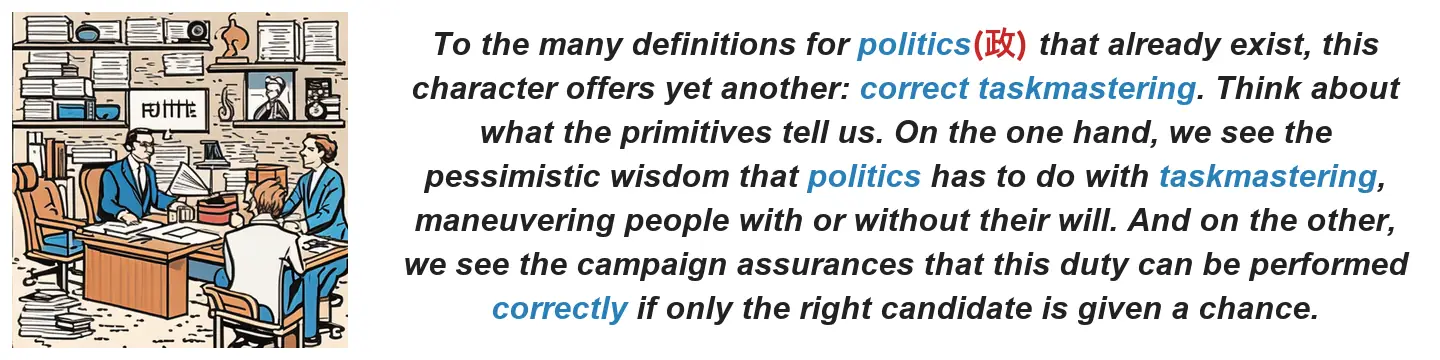 To the many definitions for politics(政) that already exist, this
character offers yet another: correct taskmastering. Think about
what the primitives tell us. On the one hand, we see the
pessimistic wisdom that politics has to do with taskmastering,
maneuvering people with or without their will. And on the other,
we see the campaign assurances that this duty can be performed
correctly if only the right candidate is given a chance.